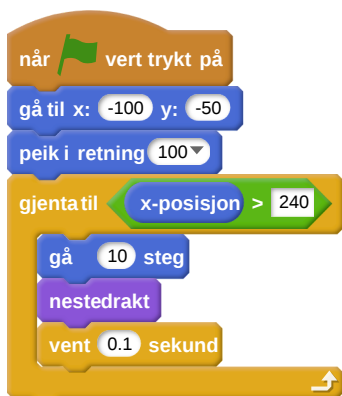 når vert trykt på
gå til x: -100 y: -50
peik i retning 100
gjenta til x-posisjon > 240
gå 10 steg
nestedrakt
vent 0.1 sekund